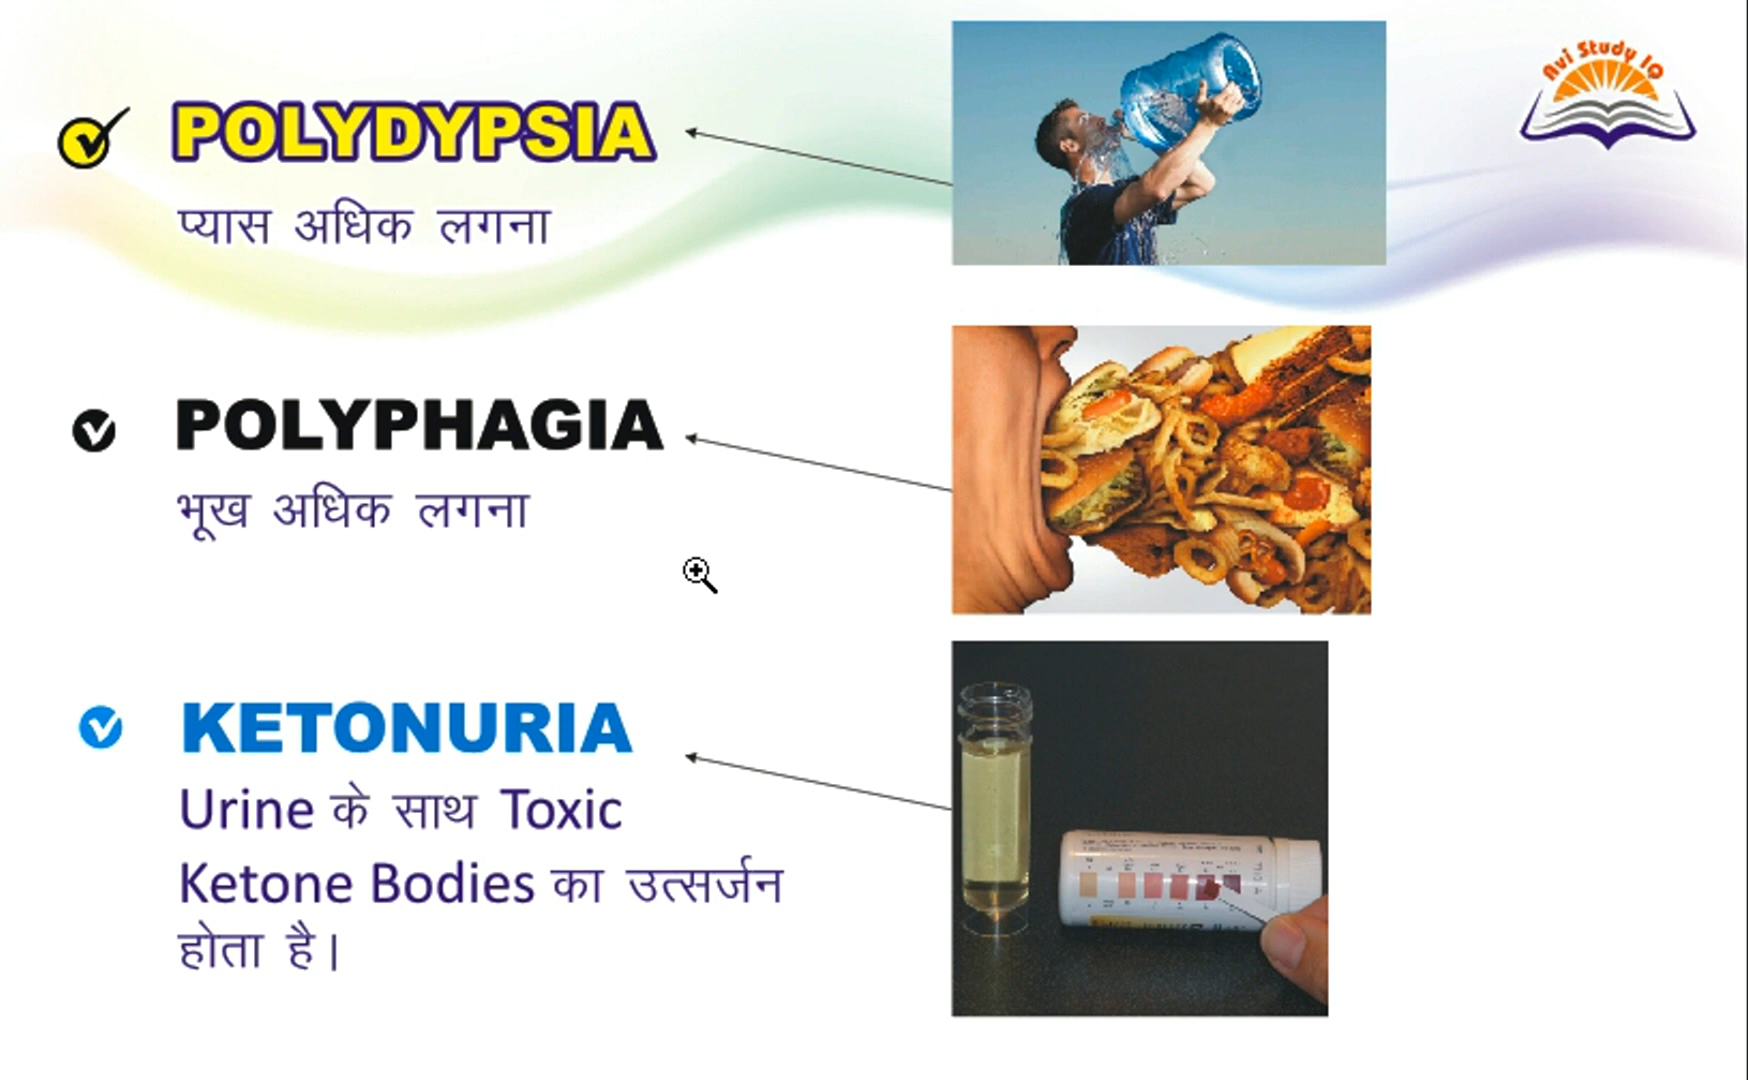 Avi Study IQ
POLYDYPSIA
प्यास अधिक लगना
POLYPHAGIA
भूख अधिक लगना
KETONURIA
Urine के साथ Toxic
Ketone Bodies का उत्सर्जन
होता है।